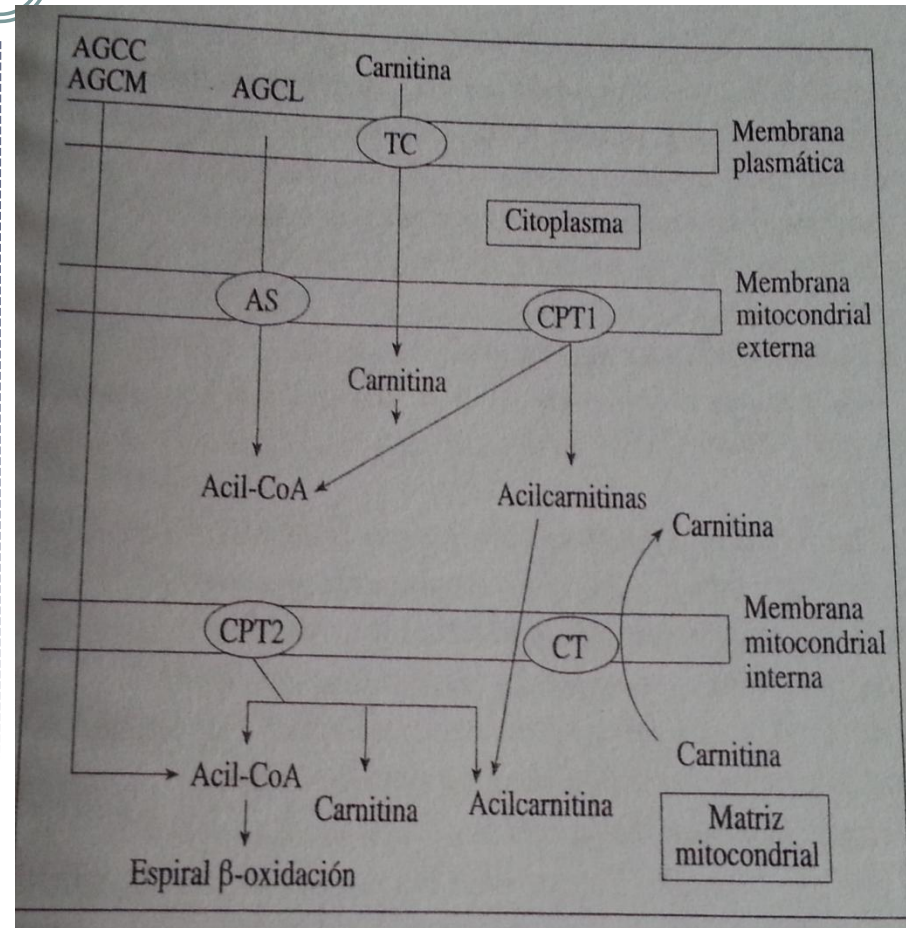 AGCC
AGCM
AGCL
Carnitina
TC
Membrana
plasmática
Citoplasma
Membrana
mitocondrial
externa
AS
CPT1
Carnitina
Acil-CoA
Acilcarnitinas
Carnitina
Membrana
mitocondrial
interna
CPT2
CT
Carnitina
Acil-CoA
Carnitina
Acilcarnitina
Matriz
mitocondrial
Espiral β-oxidación